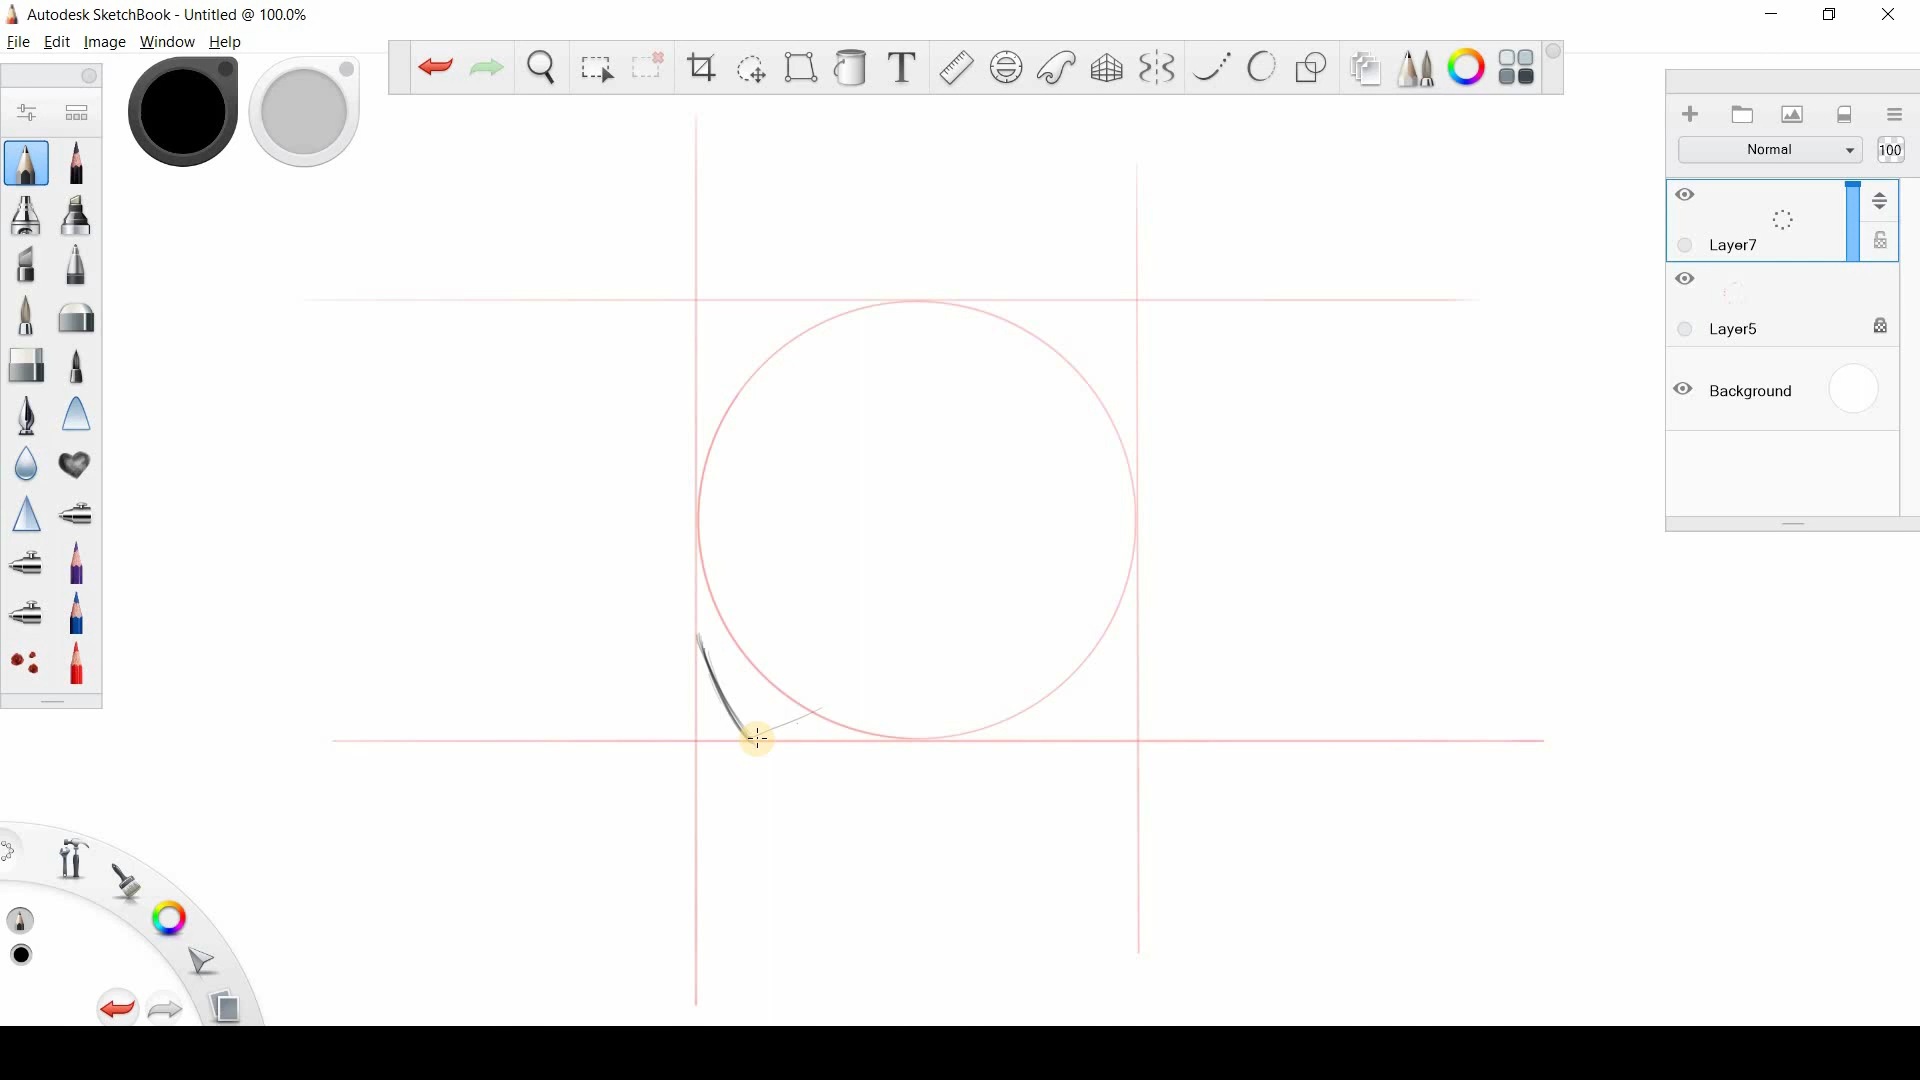 Autodesk SketchBook - Untitled @ 100.0%
File Edit Image Window Help
T
Normal
100
Layer7
Layer5
Background